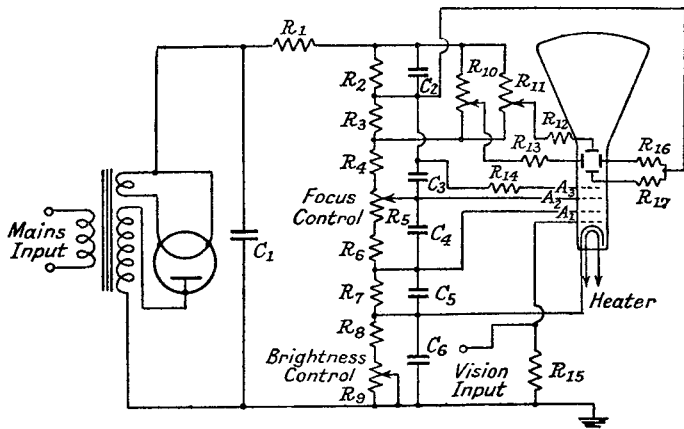 R1
R2
C2
R10
R11
R3
R12
R13
R16
R4
C3
R14
A3
Focus
Control
A2
R17
R5
A1
Mains
Input
C1
C4
R6
R7
C5
Heater
R8
C6
Brightness
Control
Vision
Input
R15
R9